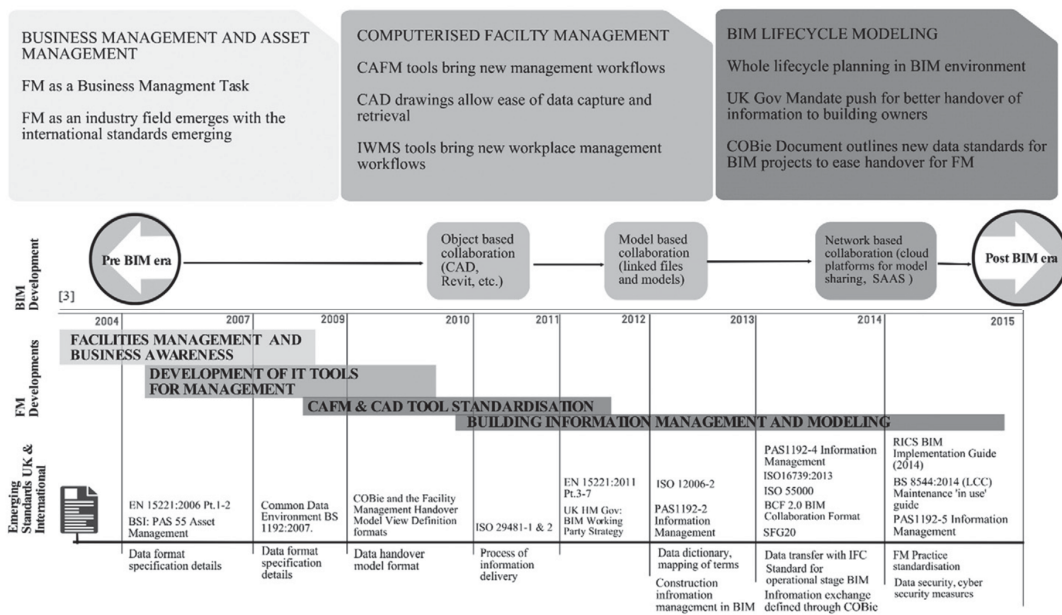 BUSINESS MANAGEMENT AND ASSET
MANAGEMENT
FM as a Business Managment Task
FM as an industry field emerges with the
international standards emerging
COMPUTERISED FACILTY MANAGEMENT
CAFM tools bring new management workflows
CAD drawings allow ease of data capture and
retrieval
IWMS tools bring new workplace management
workflows
BIM LIFECYCLE MODELING
Whole lifecycle planning in BIM environment
UK Gov Mandate push for better handover of
information to building owners
COBie Document outlines new data standards for
BIM projects to ease handover for FM
BIM
Development
Pre BIM era
Object based
collaboration
(CAD,
Revit, etc.)
Model based
collaboration
(linked files
and models)
Network based
collaboration (cloud
platforms for model
sharing, SAAS )
Post BIM era
[3]
2004
2007
2009
2010
2011
2012
2013
2014
2015
FM
Developments
FACILITIES MANAGEMENT AND
BUSINESS AWARENESS
DEVELOPMENT OF IT TOOLS
FOR MANAGEMENT
CAFM & CAD TOOL STANDARDISATION
BUILDING INFORMATION MANAGEMENT AND MODELING
Emerging
Standards UK &
International
EN 15221:2006 Pt.1-2
BSI: PAS 55 Asset
Management
Common Data
Environment BS
1192:2007.
COBie and the Facility
Management Handover
Model View Definition
formats
ISO 29481-1 & 2
EN 15221:2011
Pt.3-7
UK HM Gov:
BIM Working
Party Strategy
ISO 12006-2
PAS1192-2
Information
Management
PAS1192-4 Information
Management
ISO16739:2013
ISO 55000
BCF 2.0 BIM
Collaboration Format
SFG20
RICS BIM
Implementation Guide
(2014)
BS 8544:2014 (LCC)
Maintenance 'in use'
guide
PAS1192-5 Information
Management
Data format
specification details
Data format
specification
details
Data handover
model format
Process of
information
delivery
Data dictionary,
mapping of terms
Construction
infromation
management in BIM
Data transfer with IFC
Standard for
operational stage BIM
Infromation exchange
defined through COBie
FM Practice
standardisation
Data security, cyber
security measures